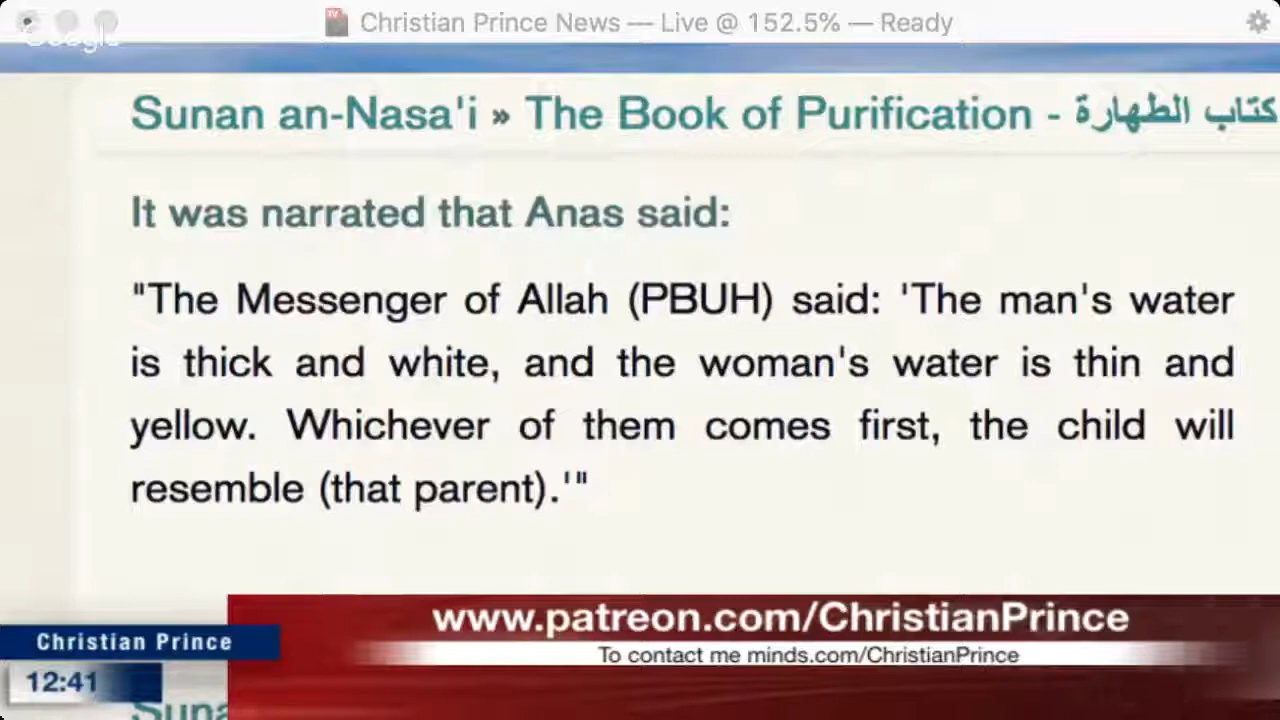 Christian Prince News — Live @ 152.5% — Ready
Google
Sunan an-Nasa'i » The Book of Purification - كتاب الطهارة
It was narrated that Anas said:
"The Messenger of Allah (PBUH) said: 'The man's water
is thick and white, and the woman's water is thin and
yellow. Whichever of them comes first, the child will
resemble (that parent).'"
www.patreon.com/ChristianPrince
Christian Prince
To contact me minds.com/ChristianPrince
12:41